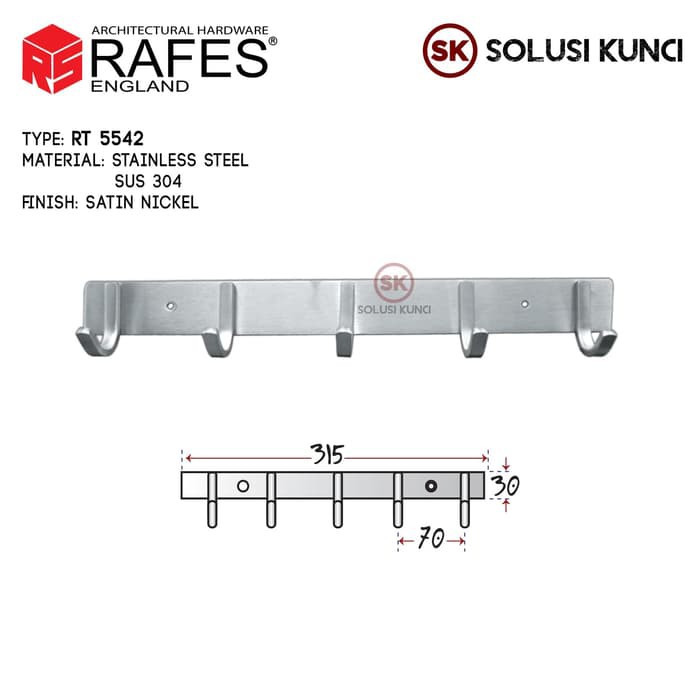 ARCHITECTURAL HARDWARE
RS RAFES®
ENGLAND
SK SOLUSI KUNCI
TYPE: RT 5542
MATERIAL: STAINLESS STEEL
SUS 304
FINISH: SATIN NICKEL
SK
SOLUSI KUNCI
315
30
70